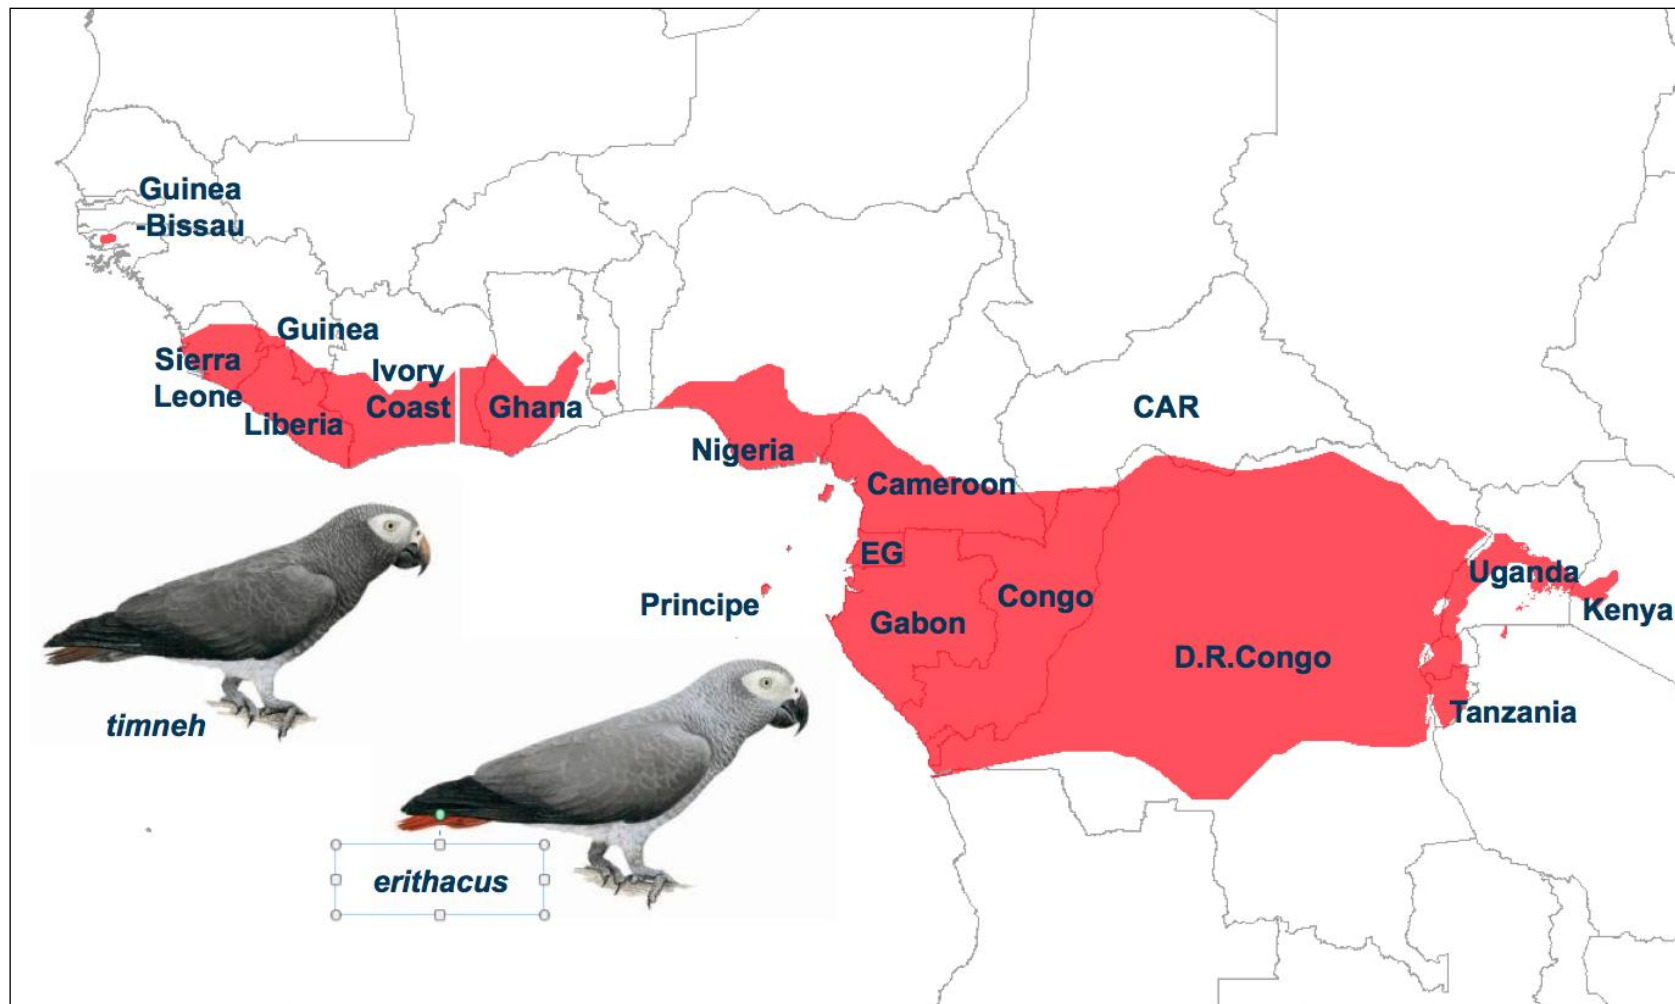 Guinea
-Bissau
Guinea
Sierra
Leone
Liberia
Ivory
Coast
Ghana
Nigeria
CAR
Cameroon
EG
Principe
Gabon
Congo
D.R.Congo
Uganda
Kenya
Tanzania
timneh
erithacus